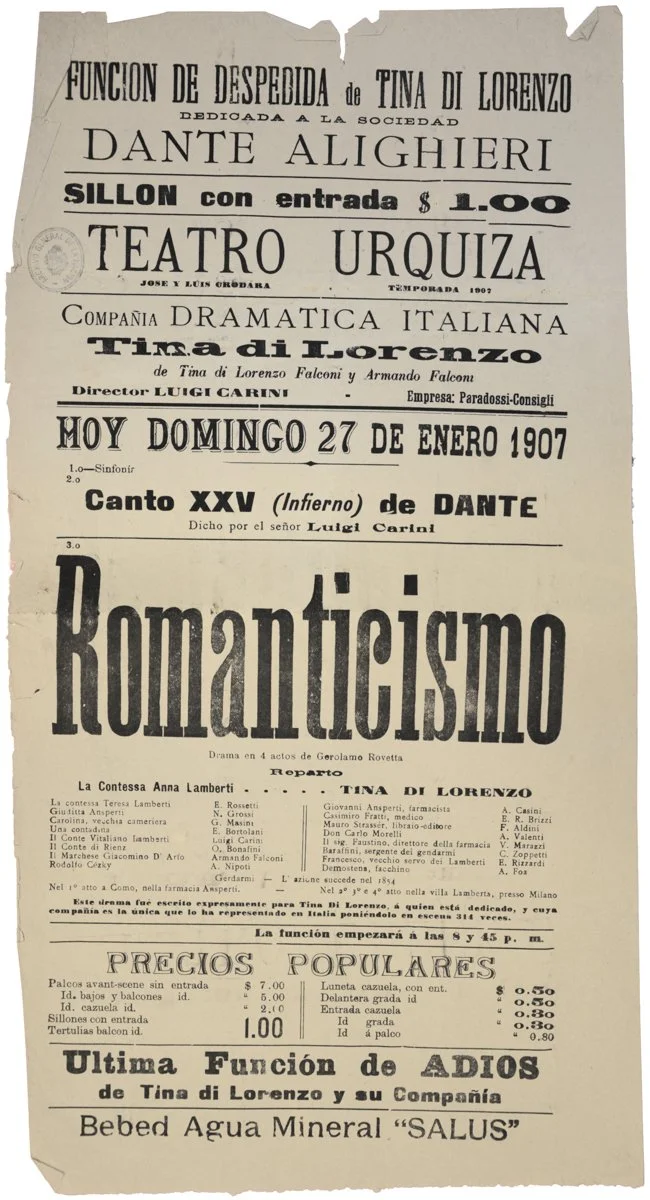 FUNCION DE DESPEDIDA de TINA DI LORENZO
DEDICADA A LA SOCIEDAD
DANTE ALIGHIERI
SILLON con entrada $ 1.00
TEATRO URQUIZA
JOSE Y LUIS CRODARA TEMPORADA 1907
COMPAÑIA DRAMATICA ITALIANA
Tina di Lorenzo
de Tina di Lorenzo Falconi y Armando Falconi
Director LUIGI CARINI - Empresa: Paradossi-Consigli
HOY DOMINGO 27 DE ENERO 1907
1.o—Sinfonía
2.o
Canto XXV (Infierno) de DANTE
Dicho por el señor Luigi Carini
3.o
Romanticismo
Drama en 4 actos de Gerolamo Rovetta
Reparto
La Contessa Anna Lamberti . . . . . TINA DI LORENZO
La contessa Teresa Lamberti E. Rossetti
Giuditta Ansperti N. Grossi
Carolina, vecchia cameriera G. Masini
Una contadina E. Bortolani
Il Conte Vitaliano Lamberti Luigi Carini
Il Conte di Rienz O. Bonafini
Il Marchese Giacomino D' Arfo Armando Falconi
Rodolfo Cezky A. Nipoti
Giovanni Ansperti, farmacista A. Casini
Casimiro Fratti, medico E. R. Brizzi
Mauro Strassér, libraio-editore F. Aldini
Don Carlo Morelli A. Valenti
Il sig. Faustino, direttore della farmacia V. Marazzi
Baraffini, sergente dei gendarmi C. Zoppetti
Francesco, vecchio servo dei Lamberti E. Rizzardi
Demostene, facchino A. Foa
Gerdarmi — L' azione succede nel 1854
Nel 1º atto a Como, nella farmacia Ansperti. — Nel 2º 3º e 4º atto nella villa Lamberta, presso Milano
Este drama fué escrito expresamente para Tina Di Lorenzo, á quien está dedicado, y cuya
compañía es la única que lo ha representado en Italia poniéndolo en escena 314 veces.
La función empezará á las 8 y 45 p. m.
PRECIOS POPULARES
Palcos avant-scene sin entrada $ 7.00
Id. bajos y balcones id. " 5.00
Id. cazuela id. " 2.10
Sillones con entrada 1.00
Tertulias balcon id.
Luneta cazuela, con ent. $ 0.50
Delantera grada id " 0.50
Entrada cazuela " 0.30
Id grada " 0.30
Id á palco " 0.80
Ultima Función de ADIOS
de Tina di Lorenzo y su Compañía
Bebed Agua Mineral "SALUS"